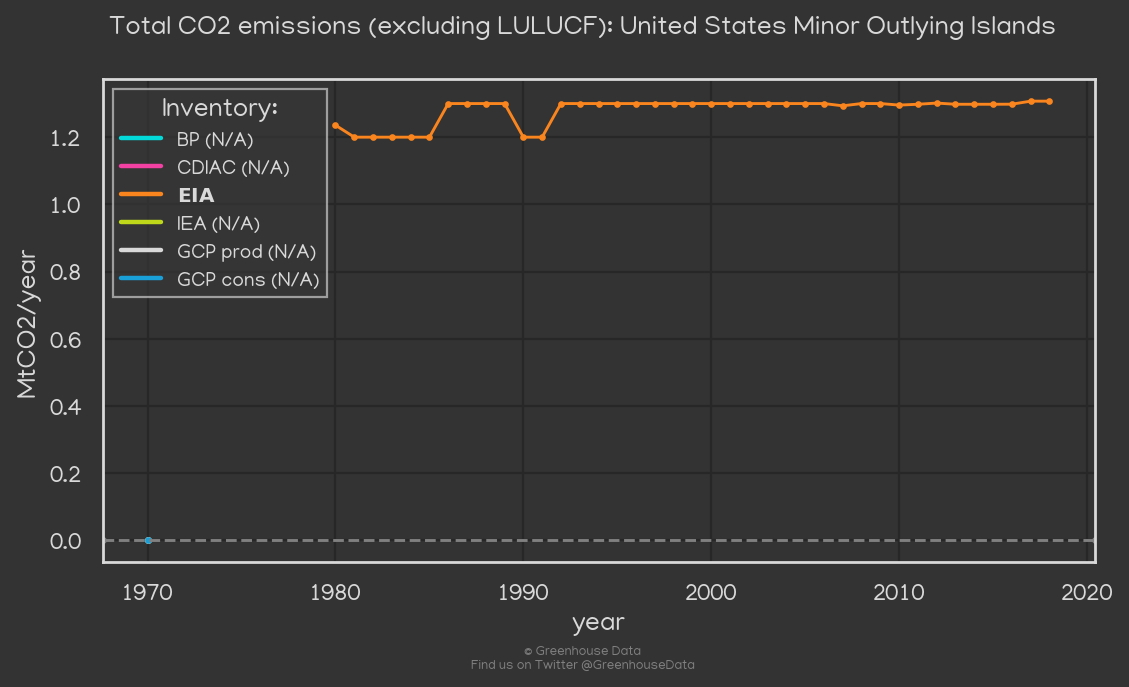 Total CO2 emissions (excluding LULUCF): United States Minor Outlying Islands
Inventory:
BP (N/A)
CDIAC (N/A)
EIA
IEA (N/A)
GCP prod (N/A)
GCP cons (N/A)
MtCO2/year
1.2
1.0
0.8
0.6
0.4
0.2
0.0
1970 1980 1990 2000 2010 2020
year
© Greenhouse Data
Find us on Twitter @GreenhouseData